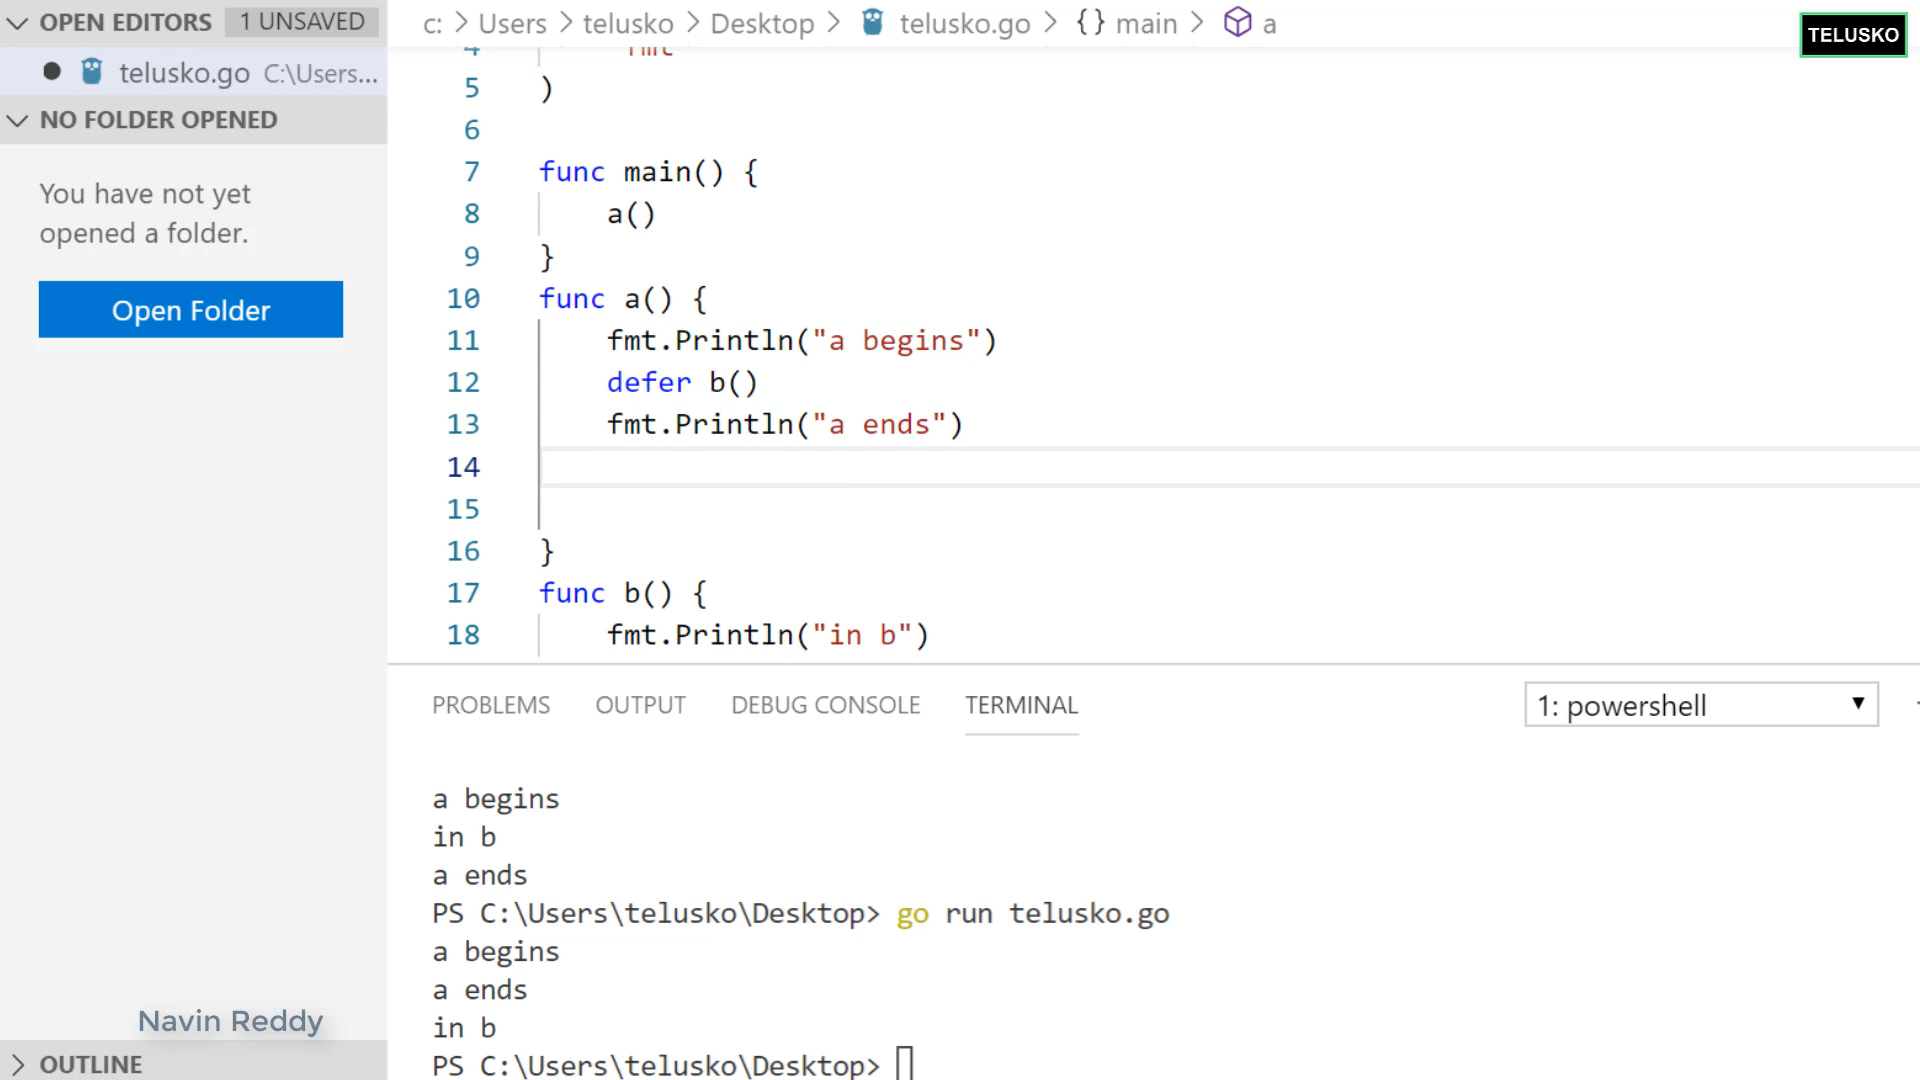 OPEN EDITORS 1 UNSAVED
telusko.go C:\Users...
NO FOLDER OPENED
You have not yet
opened a folder.
Open Folder
Navin Reddy
OUTLINE
c: > Users > telusko > Desktop > telusko.go > {} main > a
TELUSKO
4 "fmt"
5 )
6
7 func main() {
8 a()
9 }
10 func a() {
11 fmt.Println("a begins")
12 defer b()
13 fmt.Println("a ends")
14
15
16 }
17 func b() {
18 fmt.Println("in b")
PROBLEMS OUTPUT DEBUG CONSOLE TERMINAL 1: powershell
a begins
in b
a ends
PS C:\Users\telusko\Desktop> go run telusko.go
a begins
a ends
in b
PS C:\Users\telusko\Desktop>